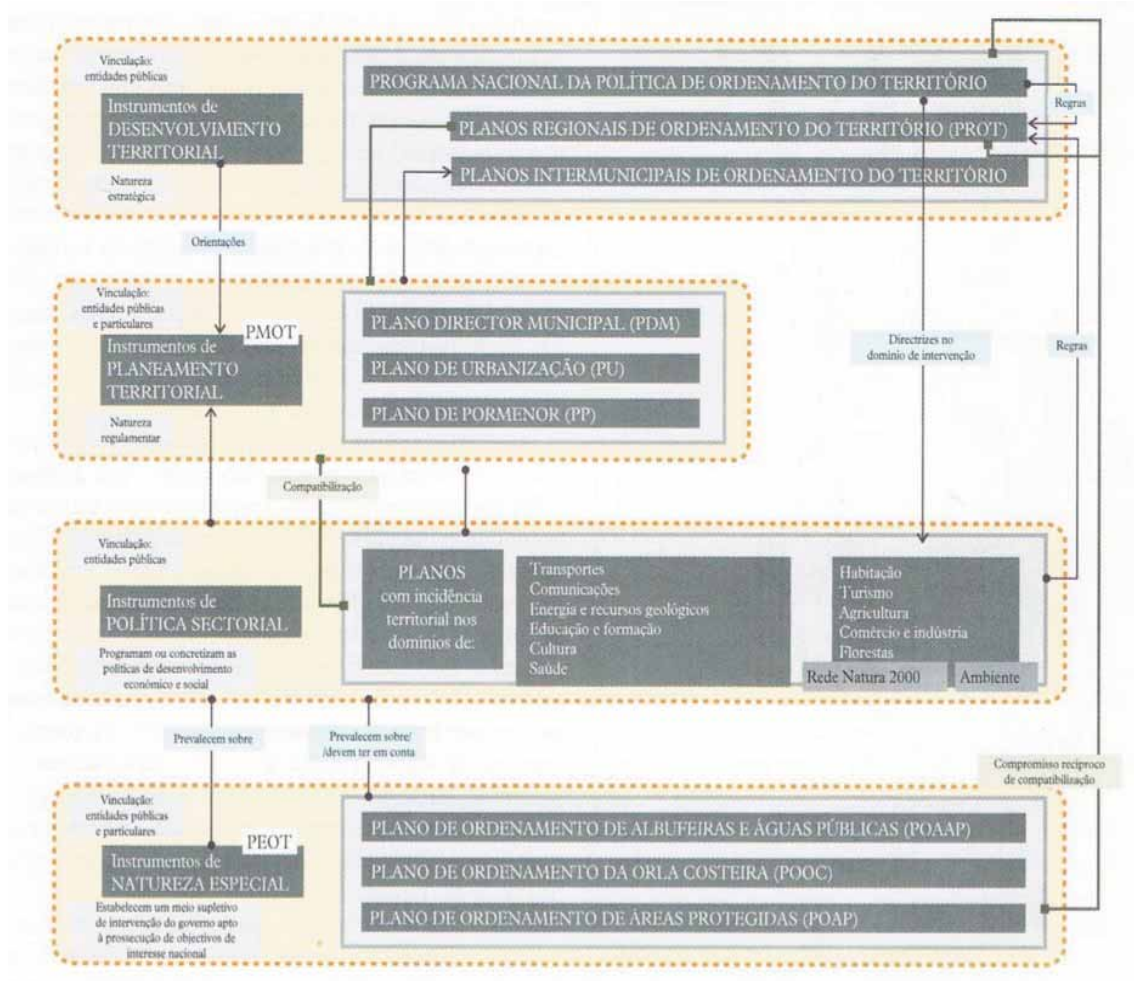 Vinculação:
entidades públicas
Instrumentos de
DESENVOLVIMENTO
TERRITORIAL
Natureza
estratégica
PROGRAMA NACIONAL DA POLÍTICA DE ORDENAMENTO DO TERRITÓRIO
PLANOS REGIONAIS DE ORDENAMENTO DO TERRITÓRIO (PROT)
PLANOS INTERMUNICIPAIS DE ORDENAMENTO DO TERRITÓRIO
Regras
Orientações
Vinculação:
entidades públicas
e particulares
PMOT
Instrumentos de
PLANEAMENTO
TERRITORIAL
Natureza
regulamentar
PLANO DIRECTOR MUNICIPAL (PDM)
PLANO DE URBANIZAÇÃO (PU)
PLANO DE PORMENOR (PP)
Directrizes no
domínio de intervenção
Regras
Compatibilização
Vinculação:
entidades públicas
Instrumentos de
POLÍTICA SECTORIAL
Programam ou concretizam as
políticas de desenvolvimento
económico e social
PLANOS
com incidência
territorial nos
domínios de:
Transportes
Comunicações
Energia e recursos geológicos
Educação e formação
Cultura
Saúde
Habitação
Turismo
Agricultura
Comércio e indústria
Florestas
Rede Natura 2000
Ambiente
Prevalecem sobre
Prevalecem sobre/
/devem ter em conta
Compromisso recíproco
de compatibilização
Vinculação:
entidades públicas
e particulares
PEOT
Instrumentos de
NATUREZA ESPECIAL
Estabelecem um meio supletivo
de intervenção do governo apto
à prossecução de objectivos de
interesse nacional
PLANO DE ORDENAMENTO DE ALBUFEIRAS E ÁGUAS PÚBLICAS (POAAP)
PLANO DE ORDENAMENTO DA ORLA COSTEIRA (POOC)
PLANO DE ORDENAMENTO DE ÁREAS PROTEGIDAS (POAP)